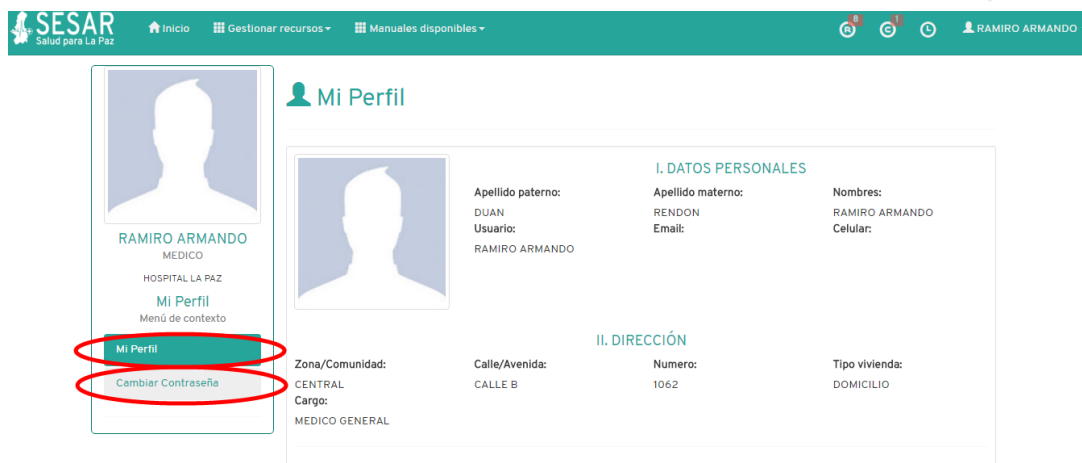 SESAR
Salud para La Paz
Inicio
Gestionar recursos
Manuales disponibles
R 8
C 1
RAMIRO ARMANDO
RAMIRO ARMANDO
MEDICO
HOSPITAL LA PAZ
Mi Perfil
Menú de contexto
Mi Perfil
Cambiar Contraseña
Mi Perfil
I. DATOS PERSONALES
Apellido paterno: Apellido materno: Nombres:
DUAN RENDON RAMIRO ARMANDO
Usuario: Email: Celular:
RAMIRO ARMANDO
II. DIRECCIÓN
Zona/Comunidad: Calle/Avenida: Numero: Tipo vivienda:
CENTRAL CALLE B 1062 DOMICILIO
Cargo:
MEDICO GENERAL